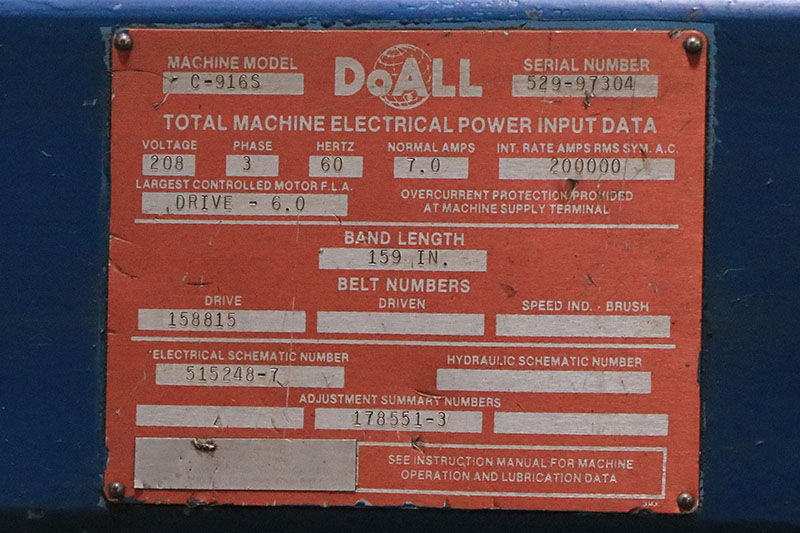 MACHINE MODEL
C-916S
DoALL
SERIAL NUMBER
529-97304
TOTAL MACHINE ELECTRICAL POWER INPUT DATA
VOLTAGE PHASE HERTZ NORMAL AMPS INT. RATE AMPS RMS SYM. A.C.
208 3 60 7.0 200000
LARGEST CONTROLLED MOTOR F.L.A.
DRIVE - 6.0
OVERCURRENT PROTECTION PROVIDED
AT MACHINE SUPPLY TERMINAL
BAND LENGTH
159 IN.
BELT NUMBERS
DRIVE DRIVEN SPEED IND. - BRUSH
158815
ELECTRICAL SCHEMATIC NUMBER HYDRAULIC SCHEMATIC NUMBER
515248-7
ADJUSTMENT SUMMARY NUMBERS
178551-3
SEE INSTRUCTION MANUAL FOR MACHINE
OPERATION AND LUBRICATION DATA